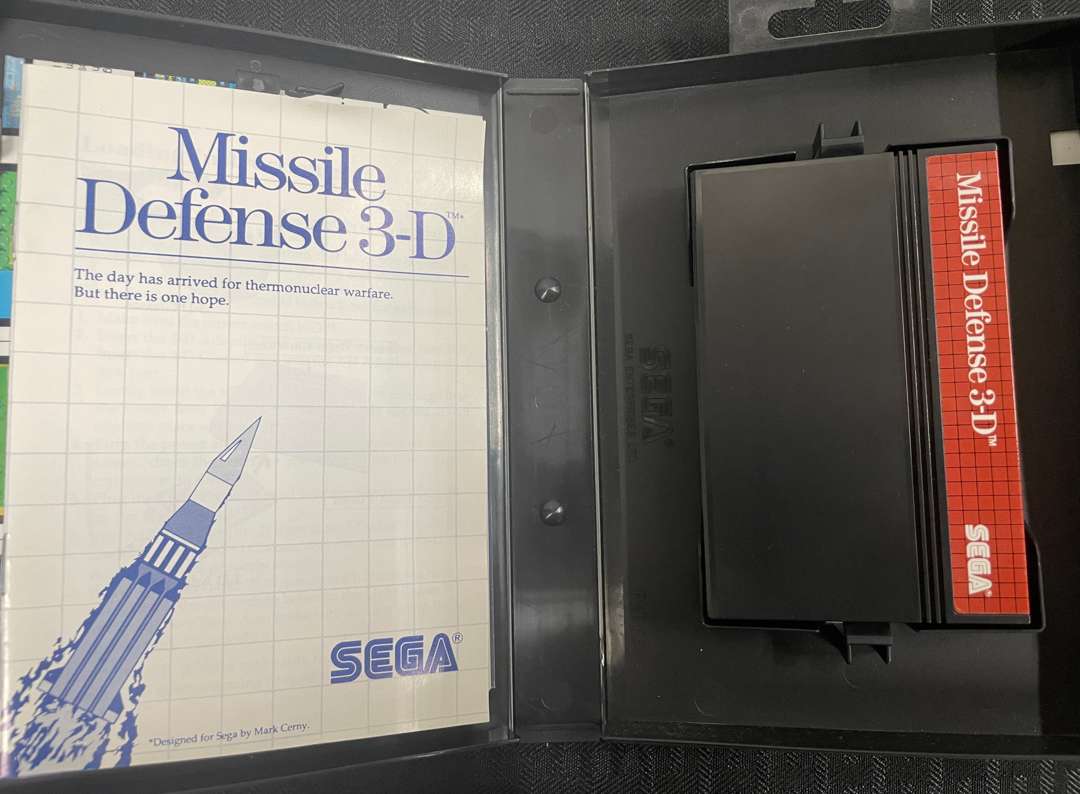 Missile
Defense 3-D™*
The day has arrived for thermonuclear warfare.
But there is one hope.
SEGA®
*Designed for Sega by Mark Cerny.
SEGA
Missile Defense 3-D™
SEGA®